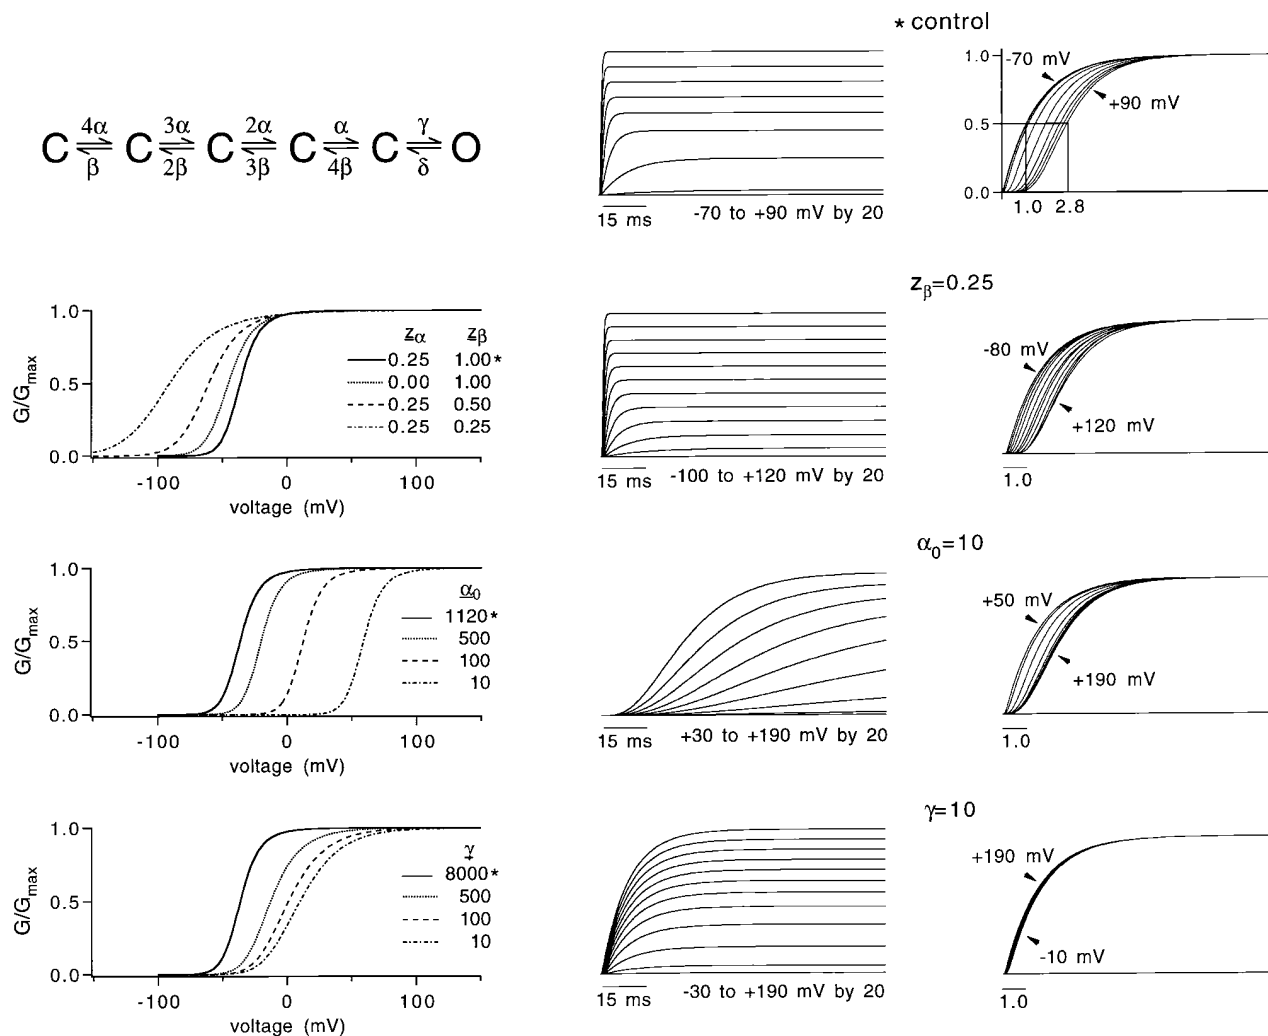 * control
4α 3α 2α α γ
C ⇌ C ⇌ C ⇌ C ⇌ C ⇌ O
β 2β 3β 4β δ
15 ms
-70 to +90 mV by 20
1.0
0.5
0.0
-70 mV
+90 mV
1.0 2.8
G/Gmax
1.0
0.5
0.0
zα zβ
0.25 1.00*
0.00 1.00
0.25 0.50
0.25 0.25
-100 0 100
voltage (mV)
15 ms
-100 to +120 mV by 20
zβ=0.25
-80 mV
+120 mV
1.0
G/Gmax
1.0
0.5
0.0
α0
1120*
500
100
10
-100 0 100
voltage (mV)
15 ms
+30 to +190 mV by 20
α0=10
+50 mV
+190 mV
1.0
G/Gmax
1.0
0.5
0.0
γ
8000*
500
100
10
-100 0 100
voltage (mV)
15 ms
-30 to +190 mV by 20
γ=10
+190 mV
-10 mV
1.0